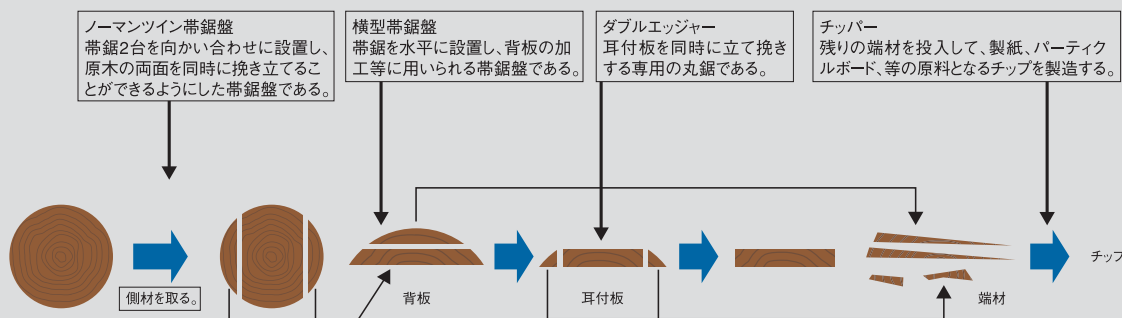 ノーマンツイン帯鋸盤
帯鋸2台を向かい合わせに設置し、
原木の両面を同時に挽き立てるこ
とができるようにした帯鋸盤である。
横型帯鋸盤
帯鋸を水平に設置し、背板の加
工等に用いられる帯鋸盤である。
ダブルエッジャー
耳付板を同時に立て挽き
する専用の丸鋸である。
チッパー
残りの端材を投入して、製紙、パーティク
ルボード、等の原料となるチップを製造する。
側材を取る。
背板
耳付板
端材
チップ